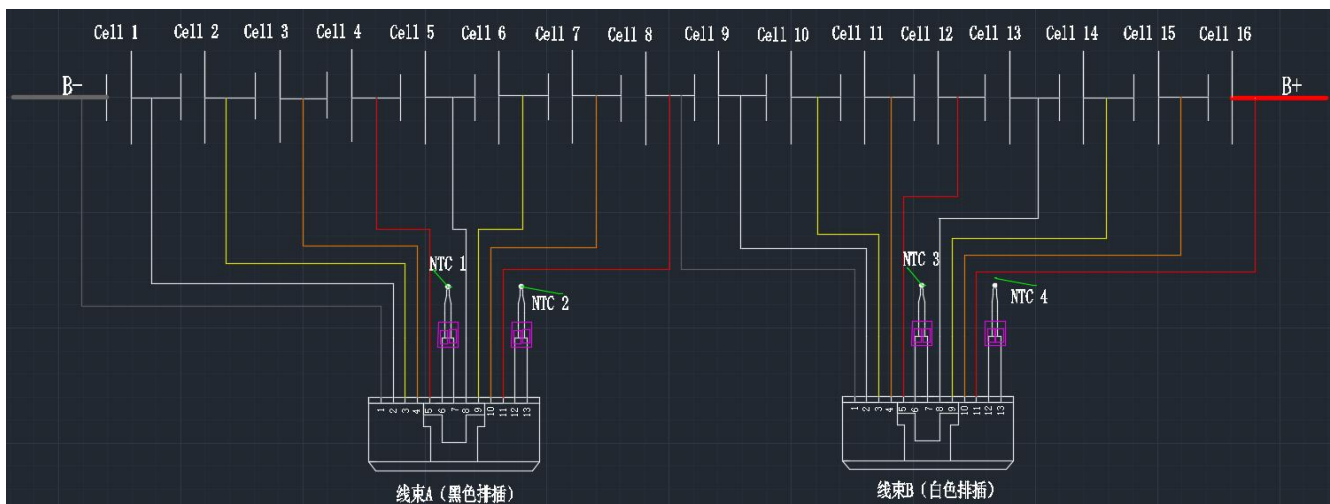 Cell 1
Cell 2
Cell 3
Cell 4
Cell 5
Cell 6
Cell 7
Cell 8
Cell 9
Cell 10
Cell 11
Cell 12
Cell 13
Cell 14
Cell 15
Cell 16
B-
B+
NTC 1
NTC 2
NTC 3
NTC 4
1 2 3 4 5 6 7 8 9 10 11 12 13
1 2 3 4 5 6 7 8 9 10 11 12 13
线束A（黑色排插）
线束B（白色排插）